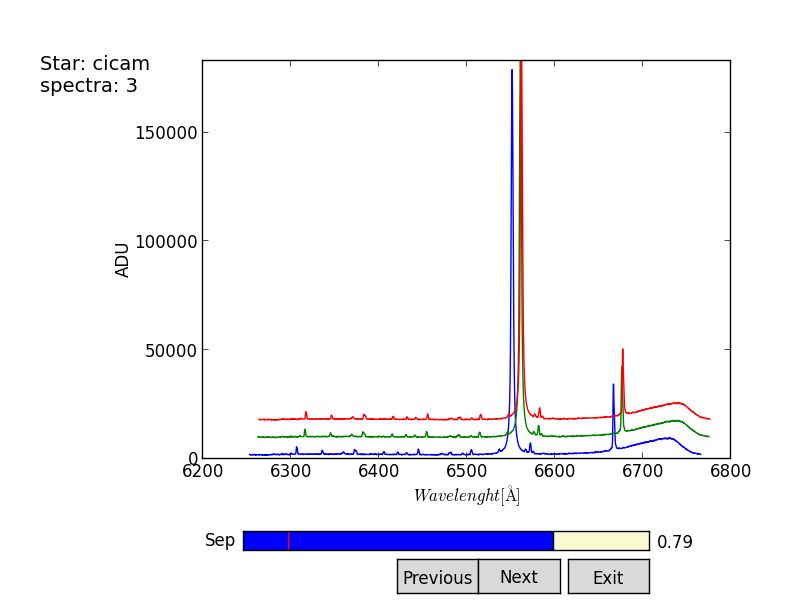 Star: cicam
spectra: 3
150000
100000
50000
0
ADU
6200 6300 6400 6500 6600 6700 6800
Wavelenght[Å]
Sep 0.79
Previous Next Exit